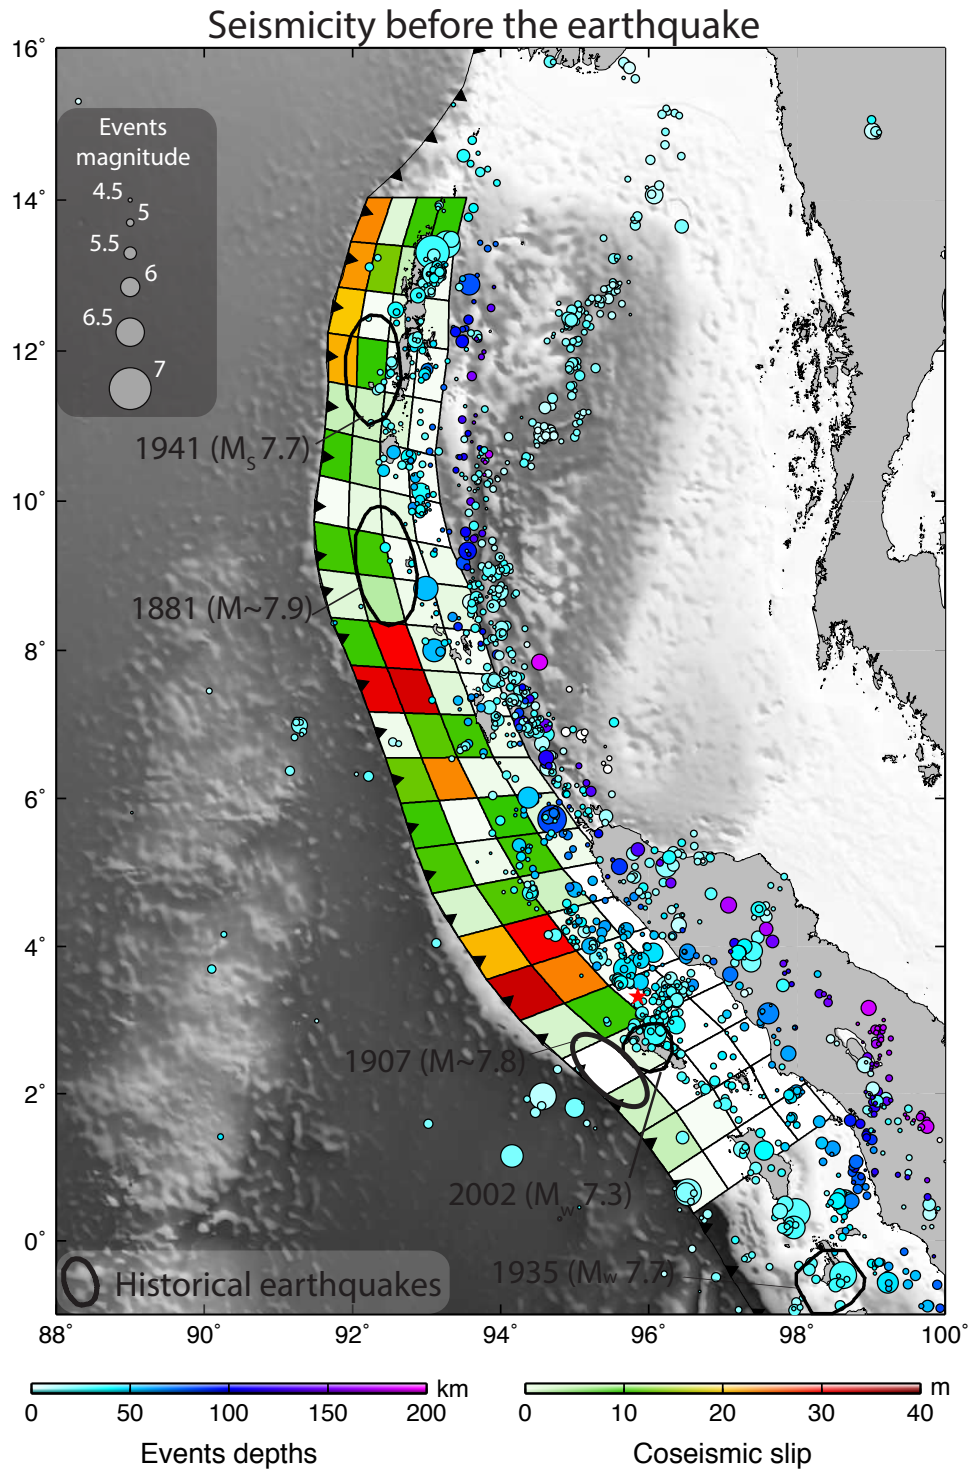 Seismicity before the earthquake
16°
14°
12°
10°
8°
6°
4°
2°
0°
Events
magnitude
4.5
5
5.5
6
6.5
7
1941 (MS 7.7)
1881 (M~7.9)
1907 (M~7.8)
2002 (Mw 7.3)
1935 (Mw 7.7)
Historical earthquakes
88° 90° 92° 94° 96° 98° 100°
km
0 50 100 150 200
Events depths
m
0 10 20 30 40
Coseismic slip